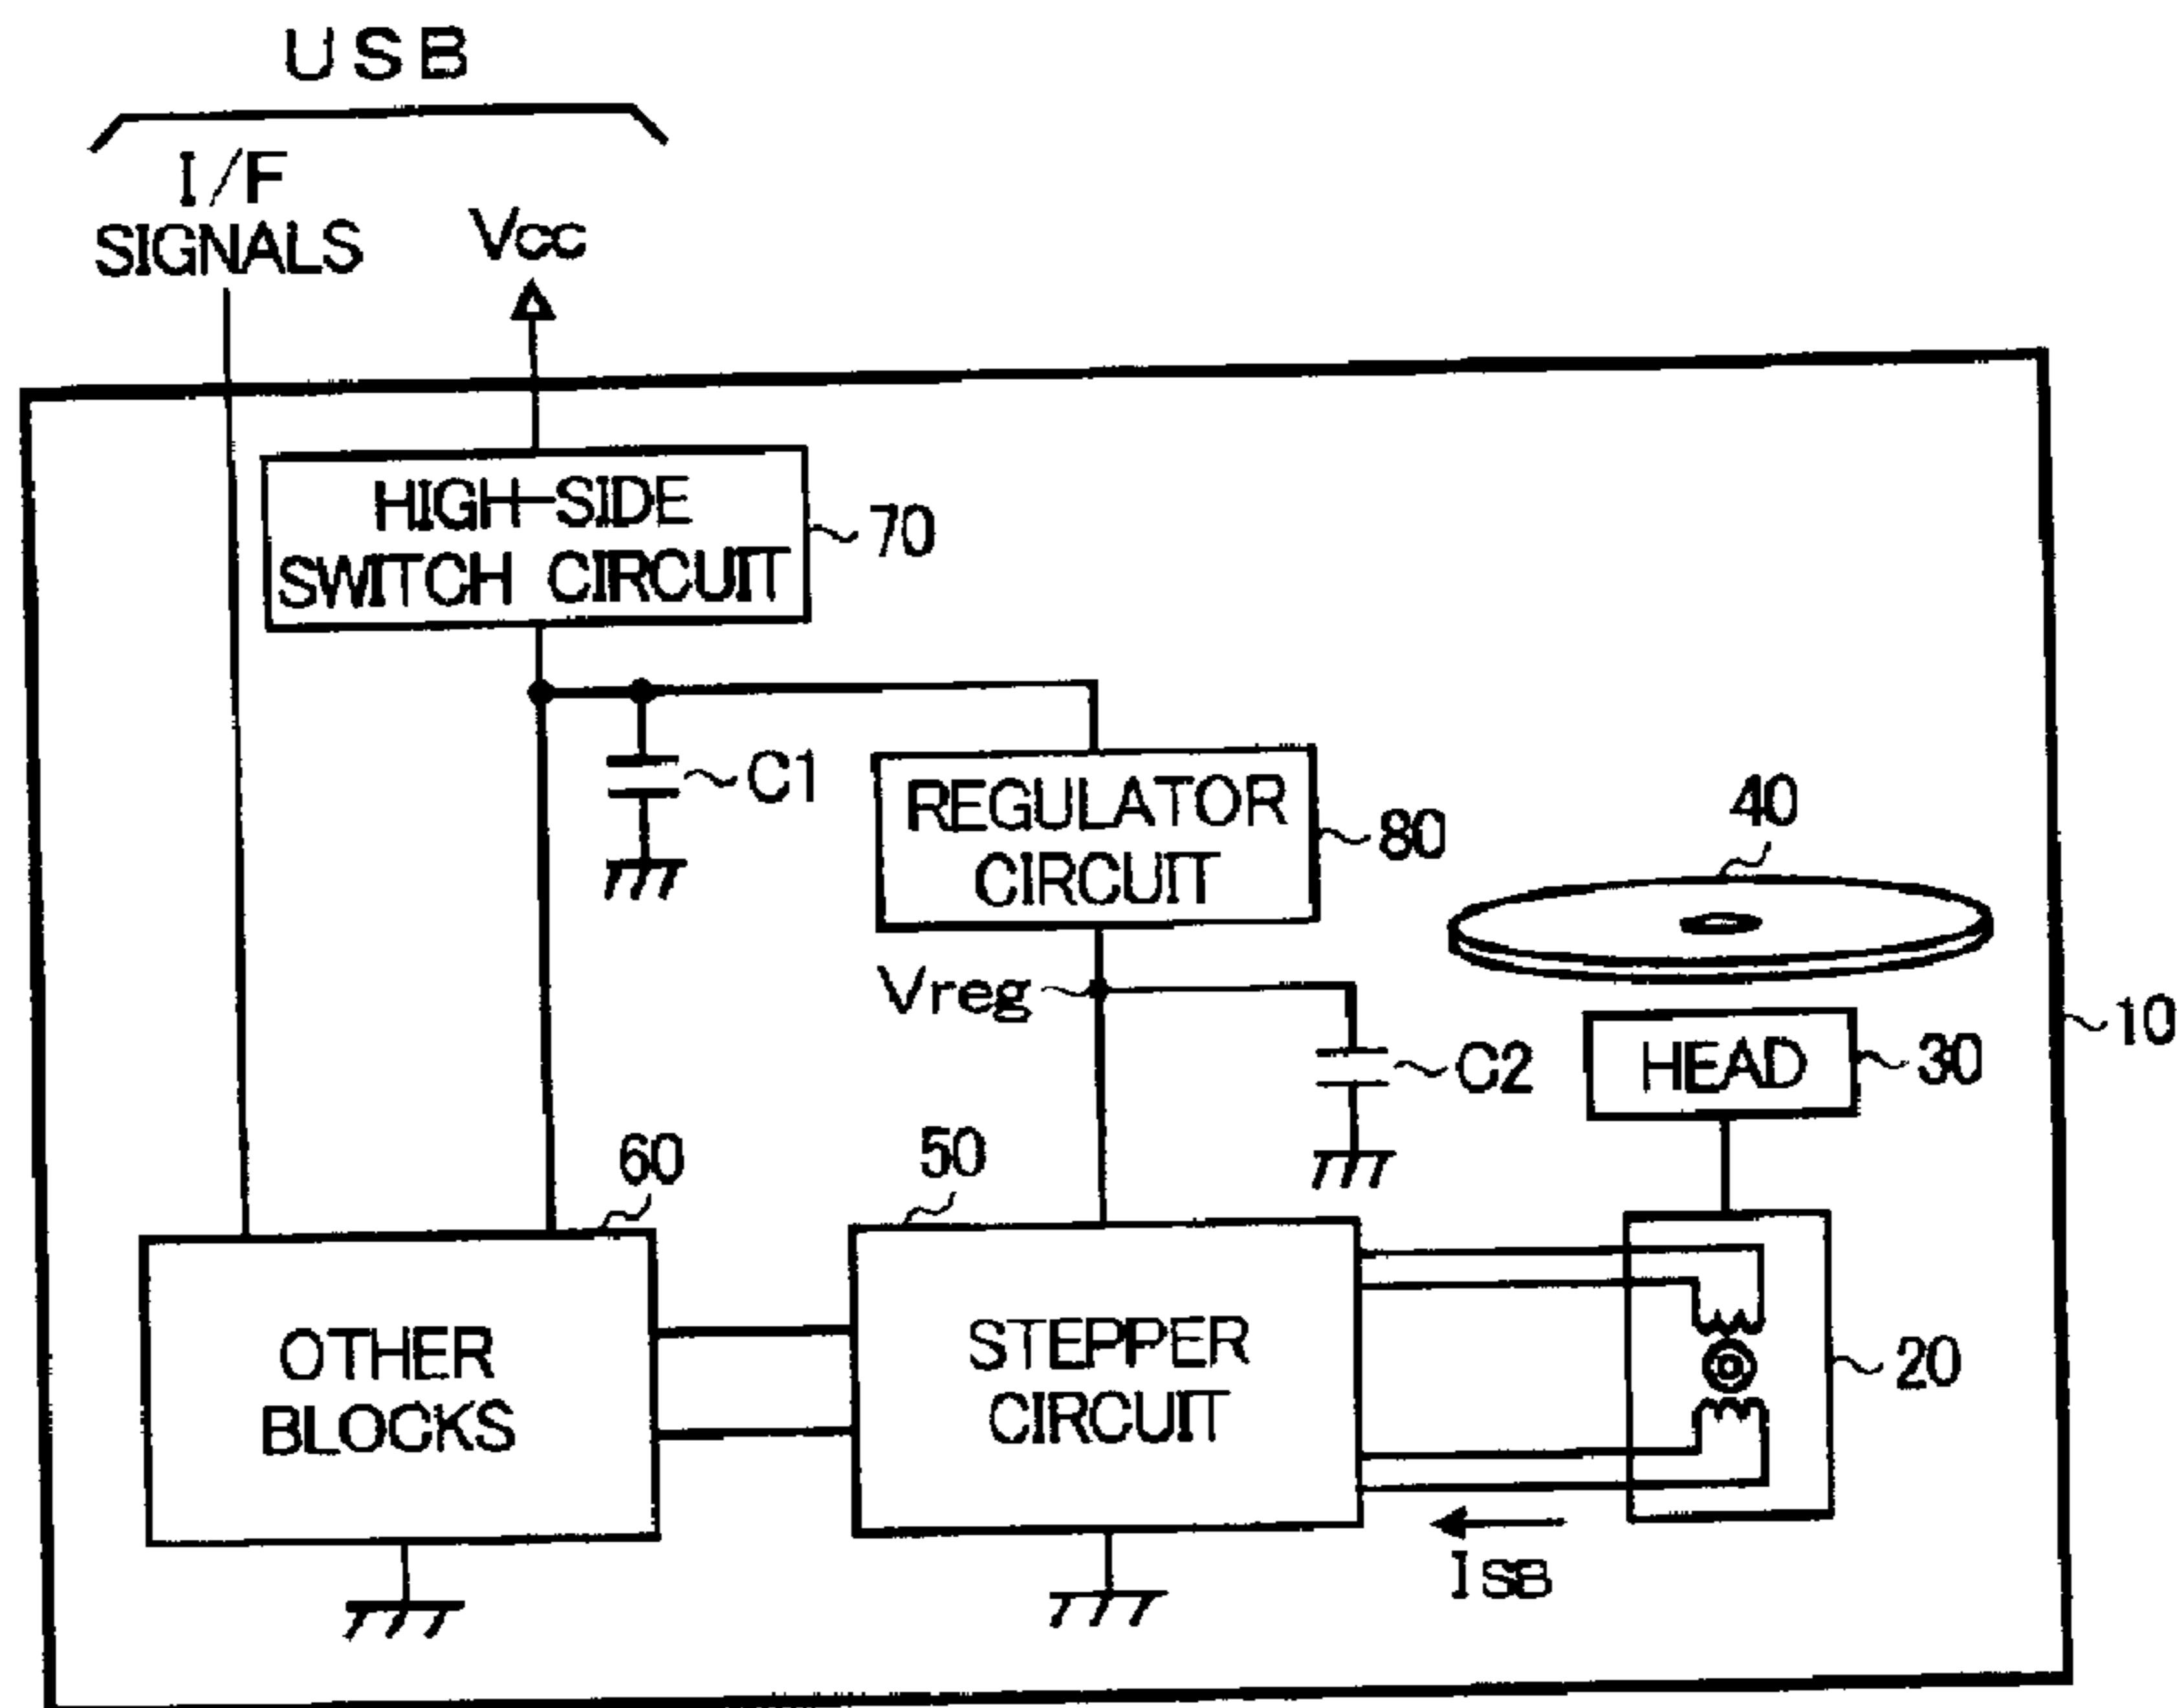 USB
I/F
SIGNALS
Vcc
HIGH-SIDE
SWITCH CIRCUIT
70
C1
REGULATOR
CIRCUIT
80
40
Vreg
10
HEAD
30
C2
60
50
OTHER
BLOCKS
STEPPER
CIRCUIT
20
ISB